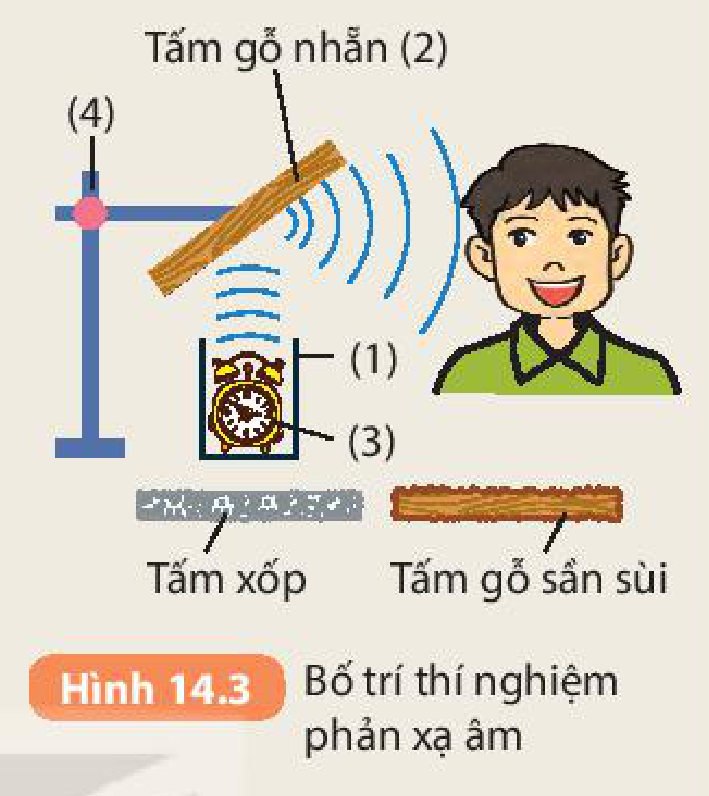 Tấm gỗ nhẵn (2)
(4)
(1)
(3)
Tấm xốp
Tấm gỗ sần sùi
Hình 14.3
Bố trí thí nghiệm
phản xạ âm